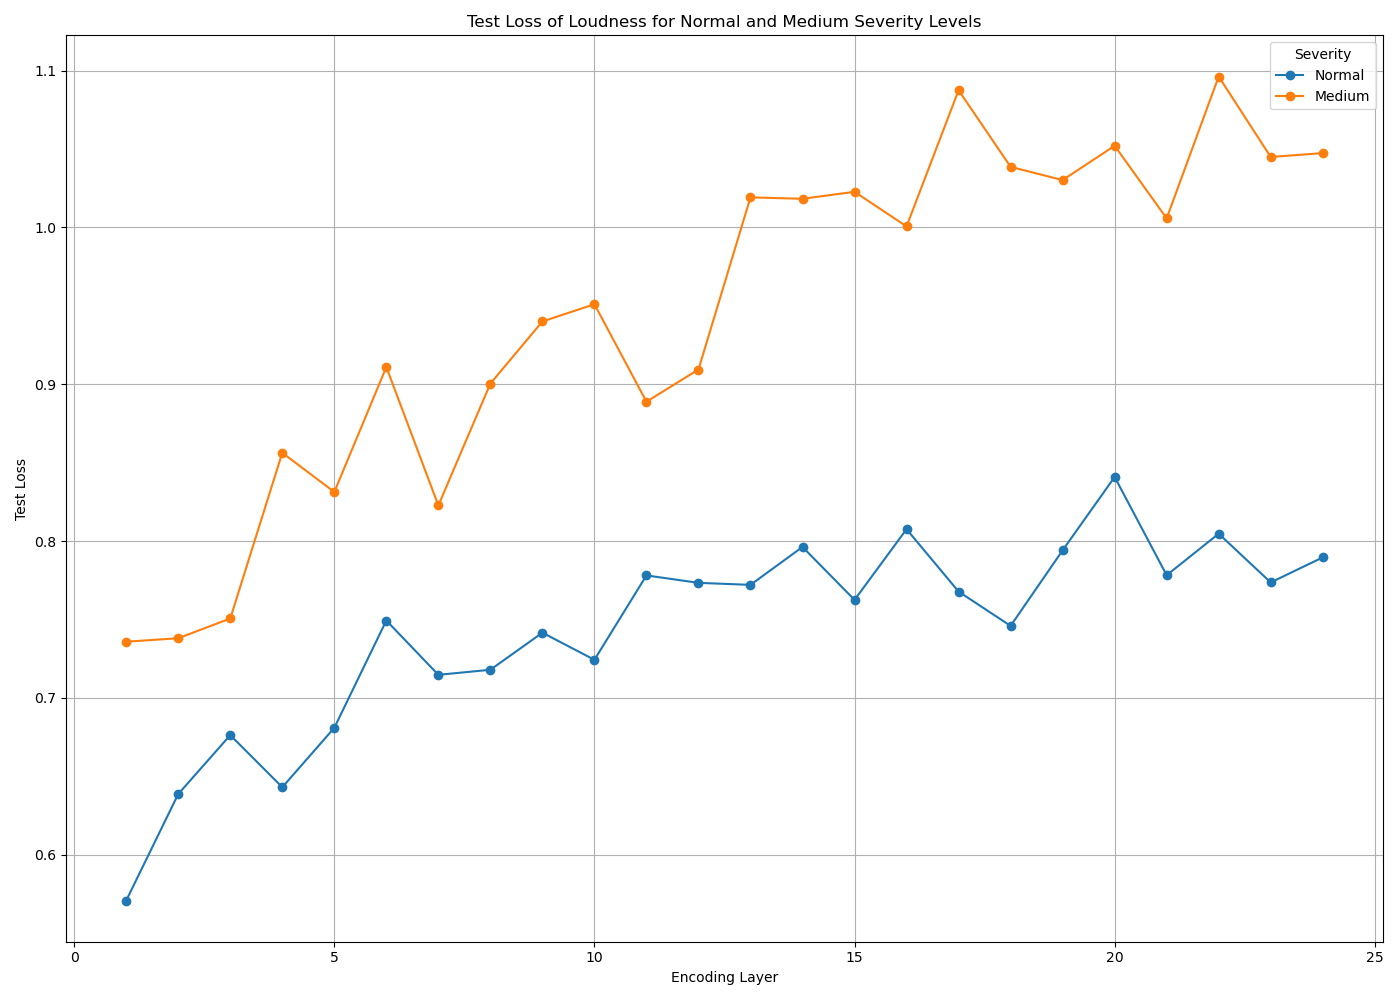 Test Loss of Loudness for Normal and Medium Severity Levels
Severity
Normal
Medium
Test Loss
1.1
1.0
0.9
0.8
0.7
0.6
0 5 10 15 20 25
Encoding Layer